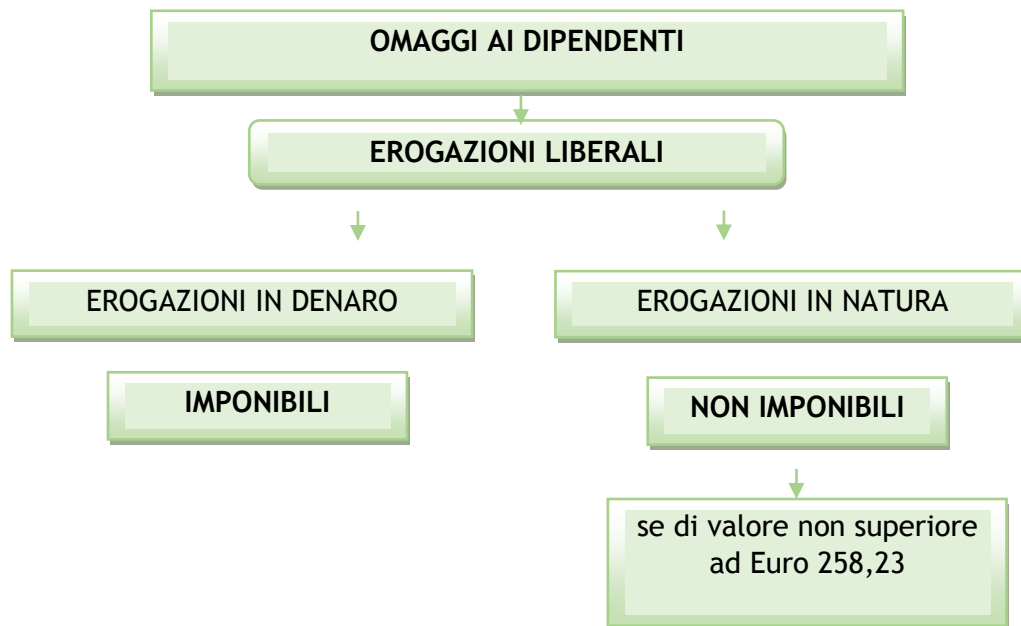 OMAGGI AI DIPENDENTI
EROGAZIONI LIBERALI
EROGAZIONI IN DENARO
EROGAZIONI IN NATURA
IMPONIBILI
NON IMPONIBILI
se di valore non superiore
ad Euro 258,23